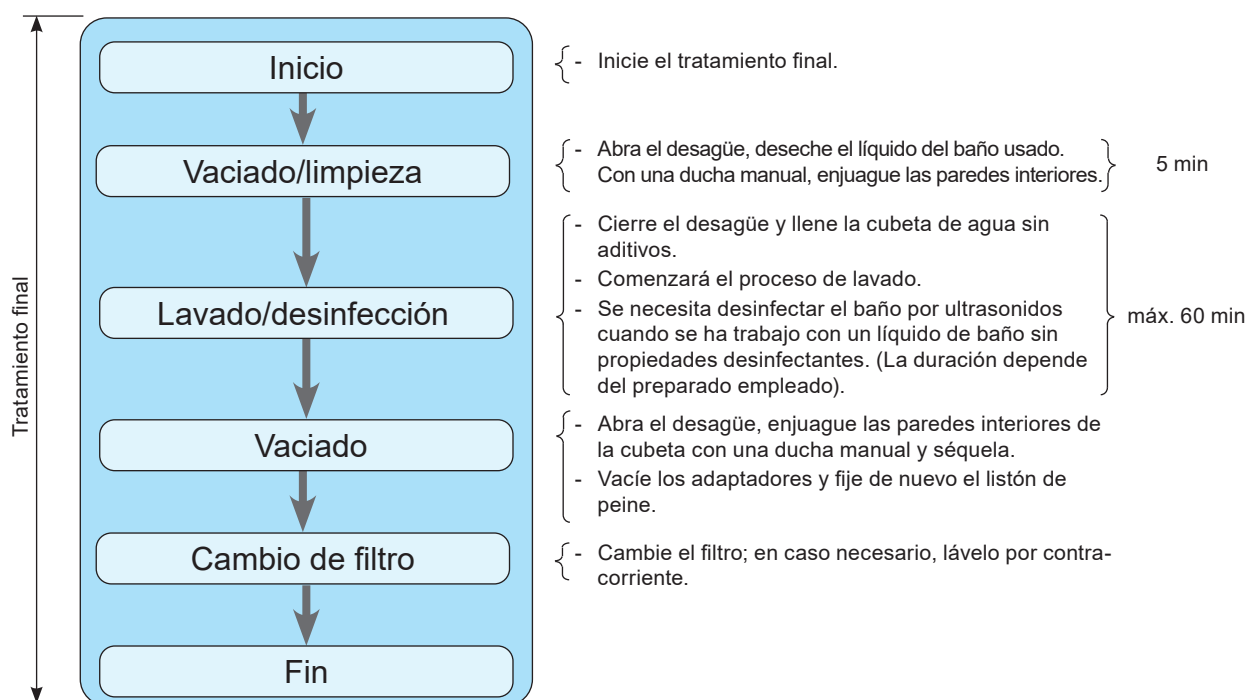 Tratamiento final
Inicio
- Inicie el tratamiento final.
Vaciado/limpieza
- Abra el desagüe, deseche el líquido del baño usado.
Con una ducha manual, enjuague las paredes interiores.
5 min
Lavado/desinfección
- Cierre el desagüe y llene la cubeta de agua sin
aditivos.
- Comenzará el proceso de lavado.
- Se necesita desinfectar el baño por ultrasonidos
cuando se ha trabajo con un líquido de baño sin
propiedades desinfectantes. (La duración depende
del preparado empleado).
máx. 60 min
Vaciado
- Abra el desagüe, enjuague las paredes interiores de
la cubeta con una ducha manual y séquela.
- Vacíe los adaptadores y fije de nuevo el listón de
peine.
Cambio de filtro
- Cambie el filtro; en caso necesario, lávelo por contra-
corriente.
Fin